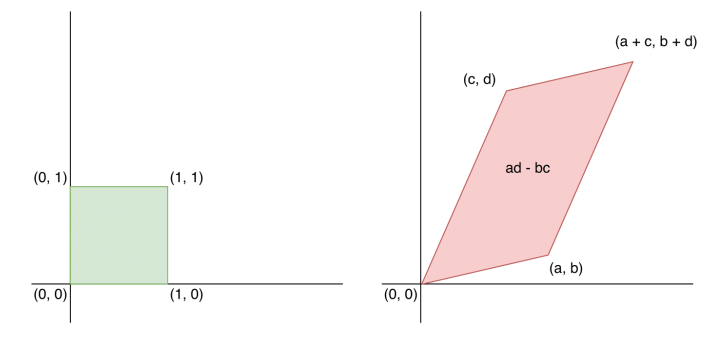 (0, 1)
(1, 1)
(0, 0)
(1, 0)
(a + c, b + d)
(c, d)
ad - bc
(a, b)
(0, 0)